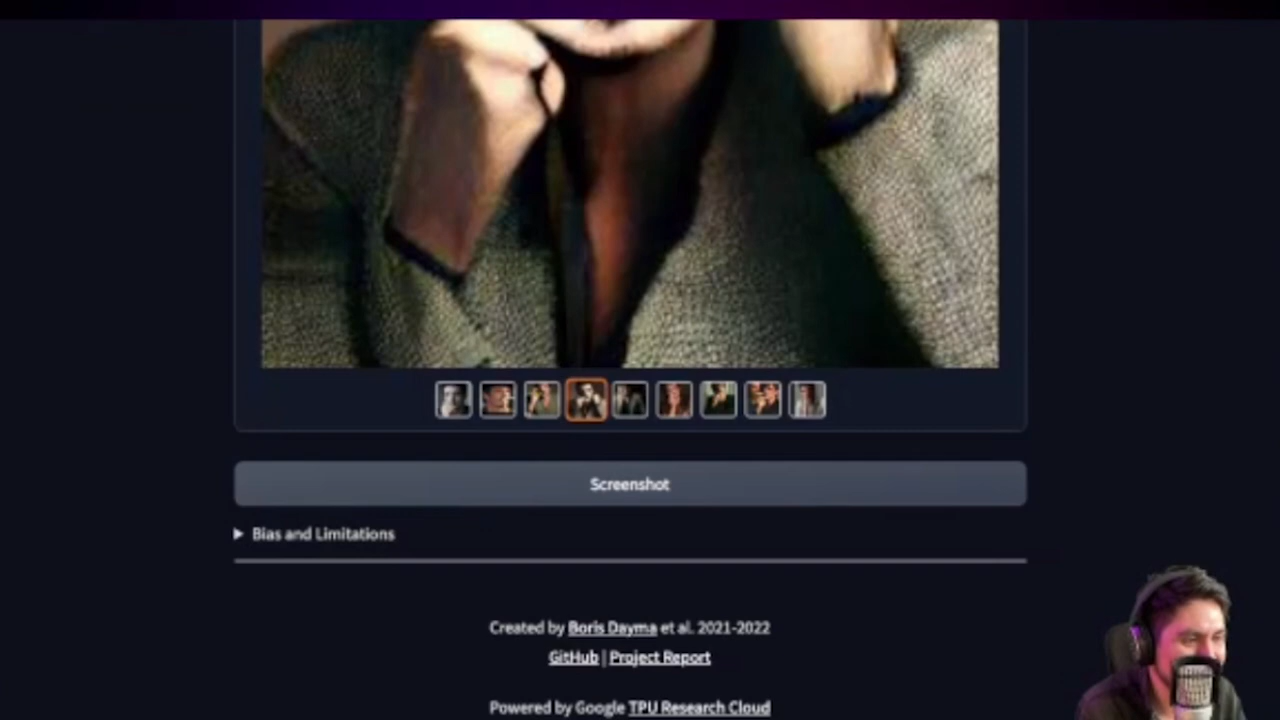 Screenshot
Bias and Limitations
Created by Boris Dayma et al. 2021-2022
GitHub | Project Report
Powered by Google TPU Research Cloud